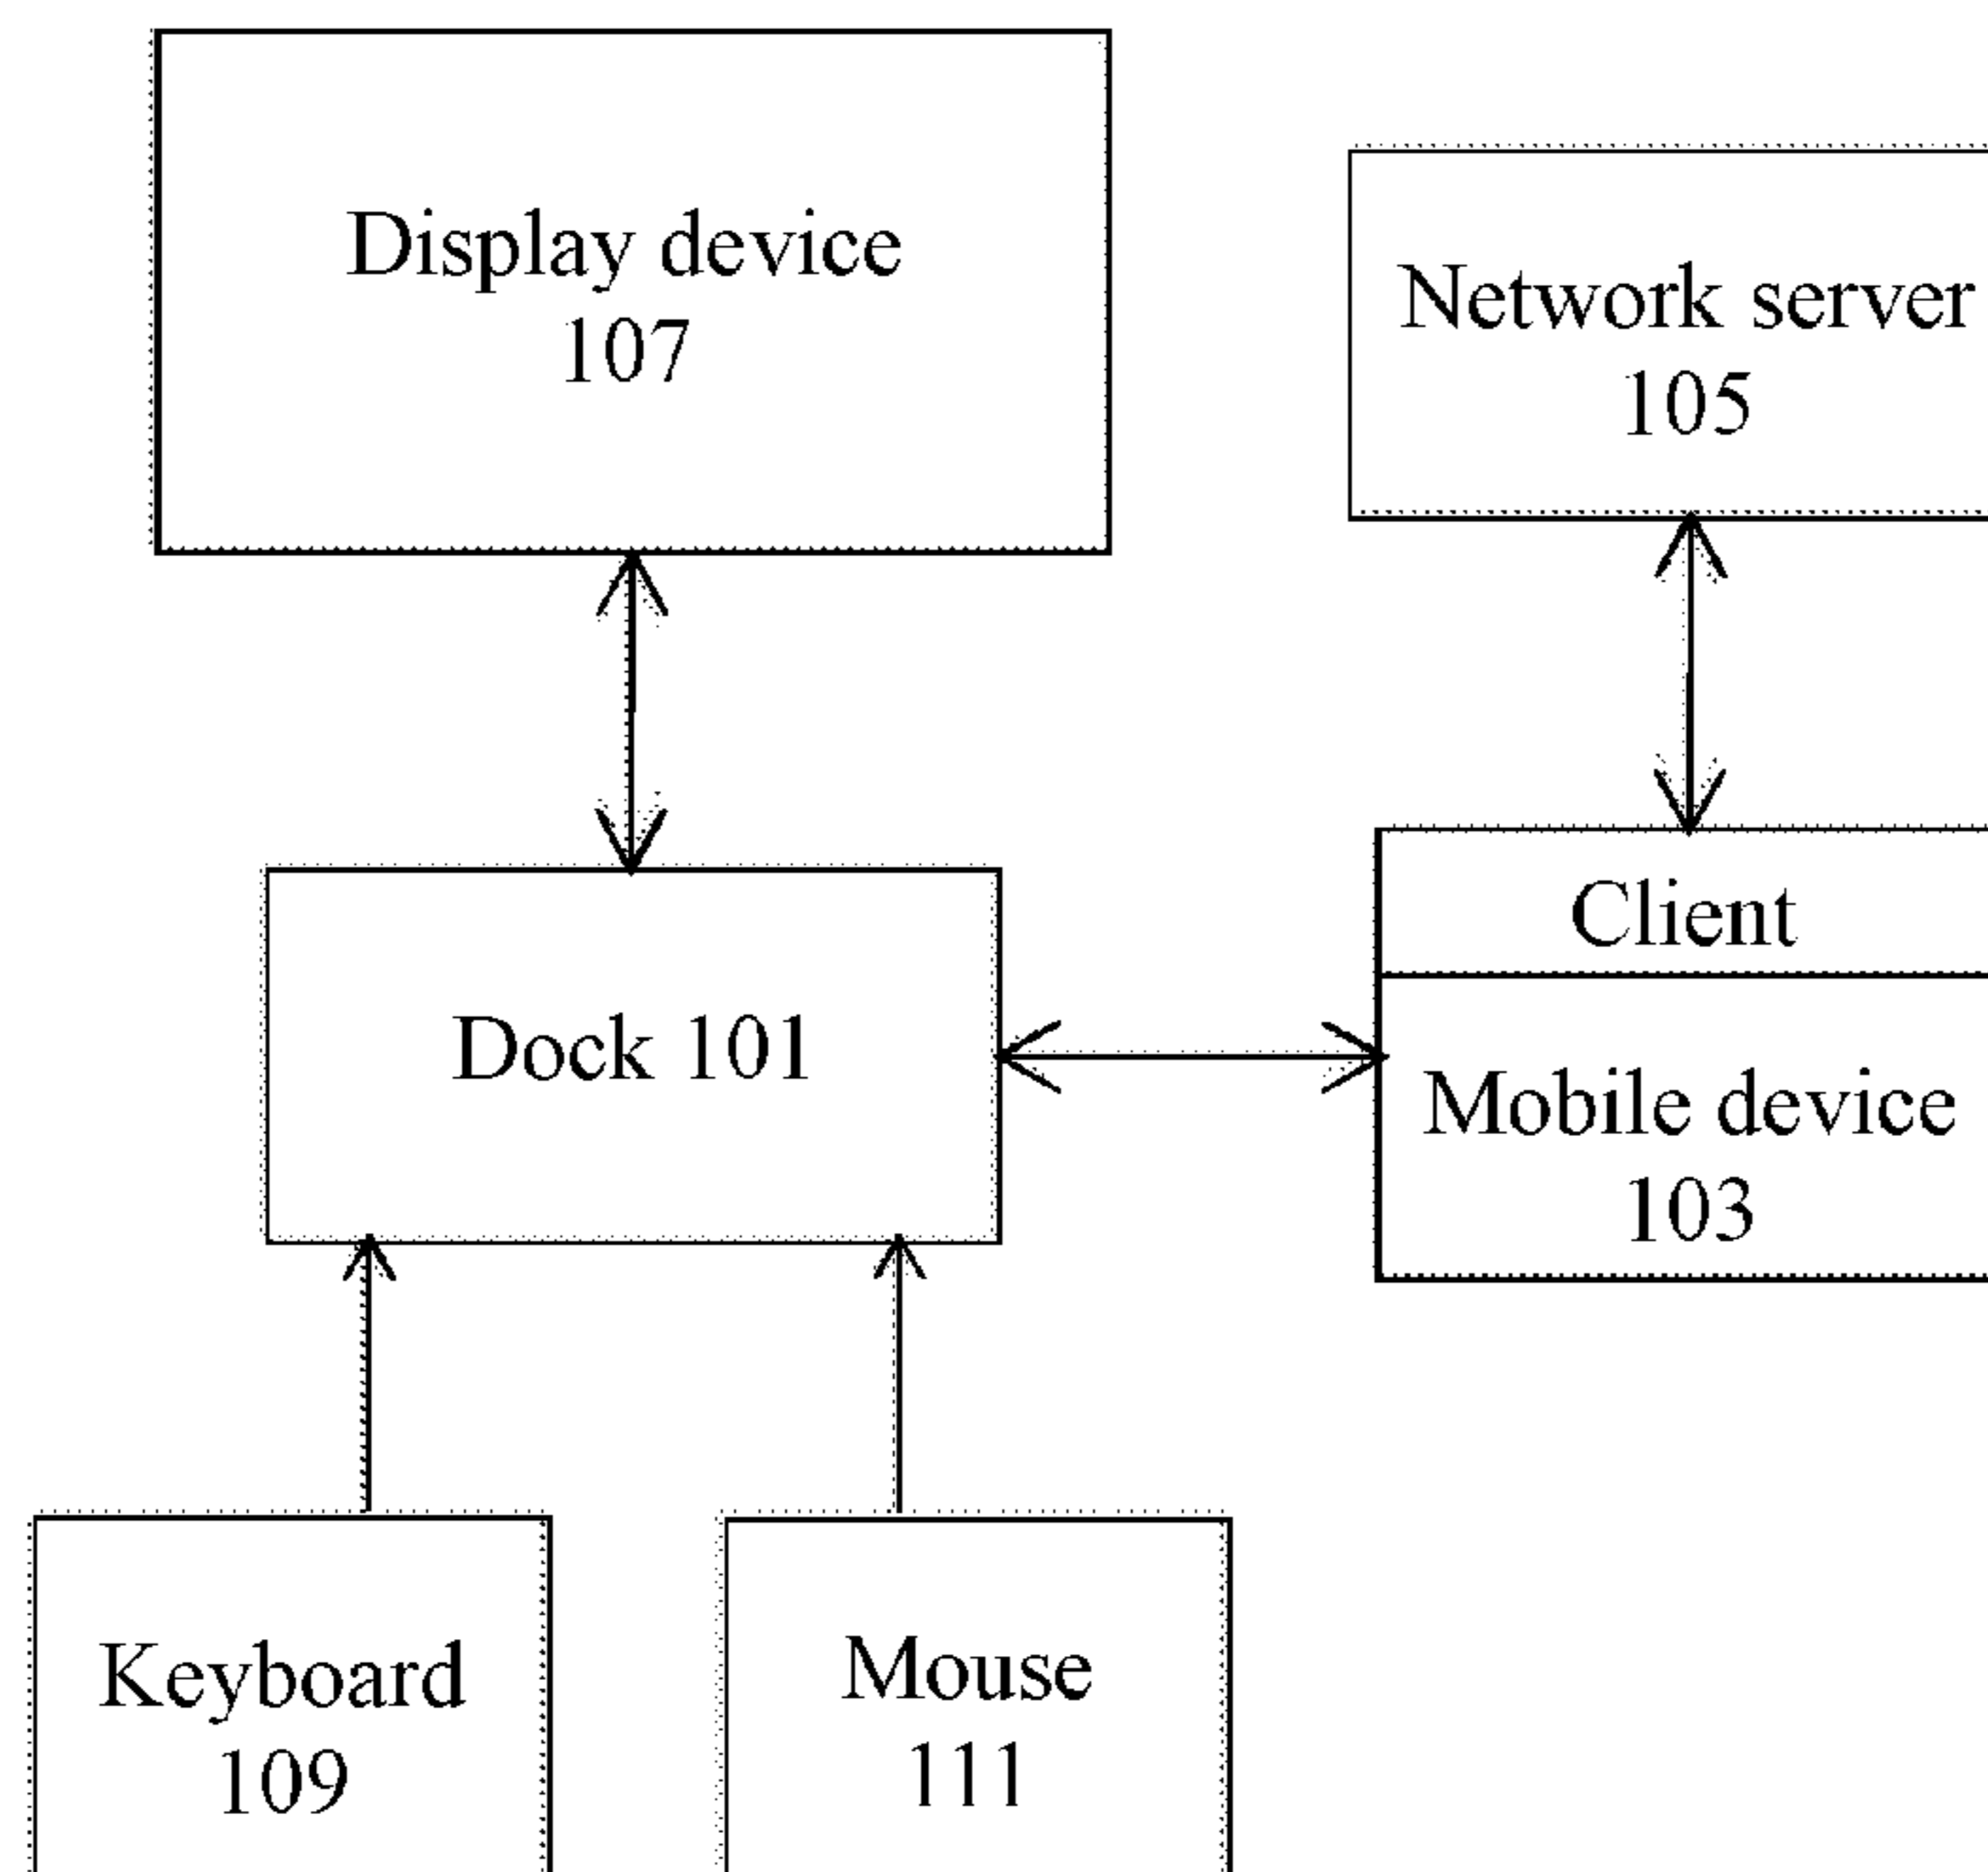 Display device
107
Network server
105
Client
Dock 101
Mobile device
103
Keyboard
109
Mouse
111